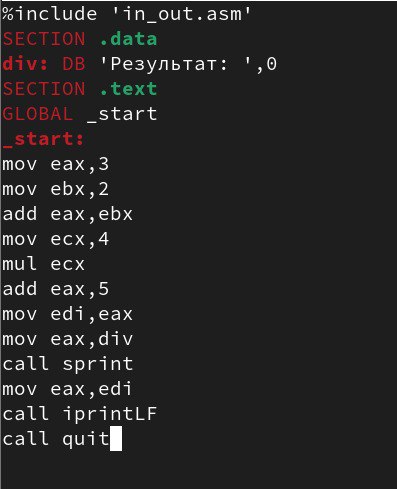 %include 'in_out.asm'
SECTION .data
div: DB 'Результат: ',0
SECTION .text
GLOBAL _start
_start:
mov eax,3
mov ebx,2
add eax,ebx
mov ecx,4
mul ecx
add eax,5
mov edi,eax
mov eax,div
call sprint
mov eax,edi
call iprintLF
call quit